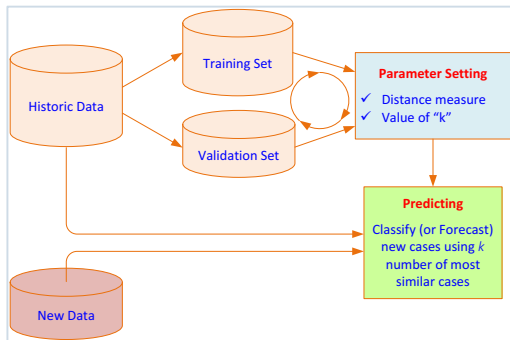 Historic Data
Training Set
Validation Set
Parameter Setting
✓ Distance measure
✓ Value of “k”
Predicting
Classify (or Forecast)
new cases using k
number of most
similar cases
New Data